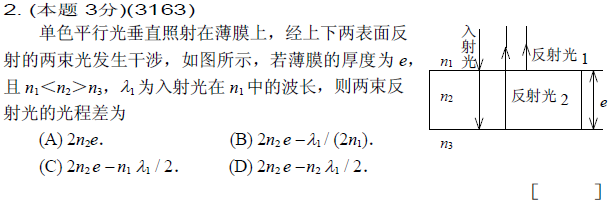 2. (本题 3分)(3163)
单色平行光垂直照射在薄膜上，经上下两表面反
射的两束光发生干涉，如图所示，若薄膜的厚度为 e，
且 n₁＜n₂＞n₃，λ₁为入射光在 n₁中的波长，则两束反
射光的光程差为
(A) 2n₂e．
(B) 2n₂ e－λ₁ / (2n₁)．
(C) 2n₂ e－n₁ λ₁ / 2．
(D) 2n₂ e－n₂ λ₁ / 2．
[ ]
入射光
反射光 1
n₁
反射光 2
n₂
e
n₃